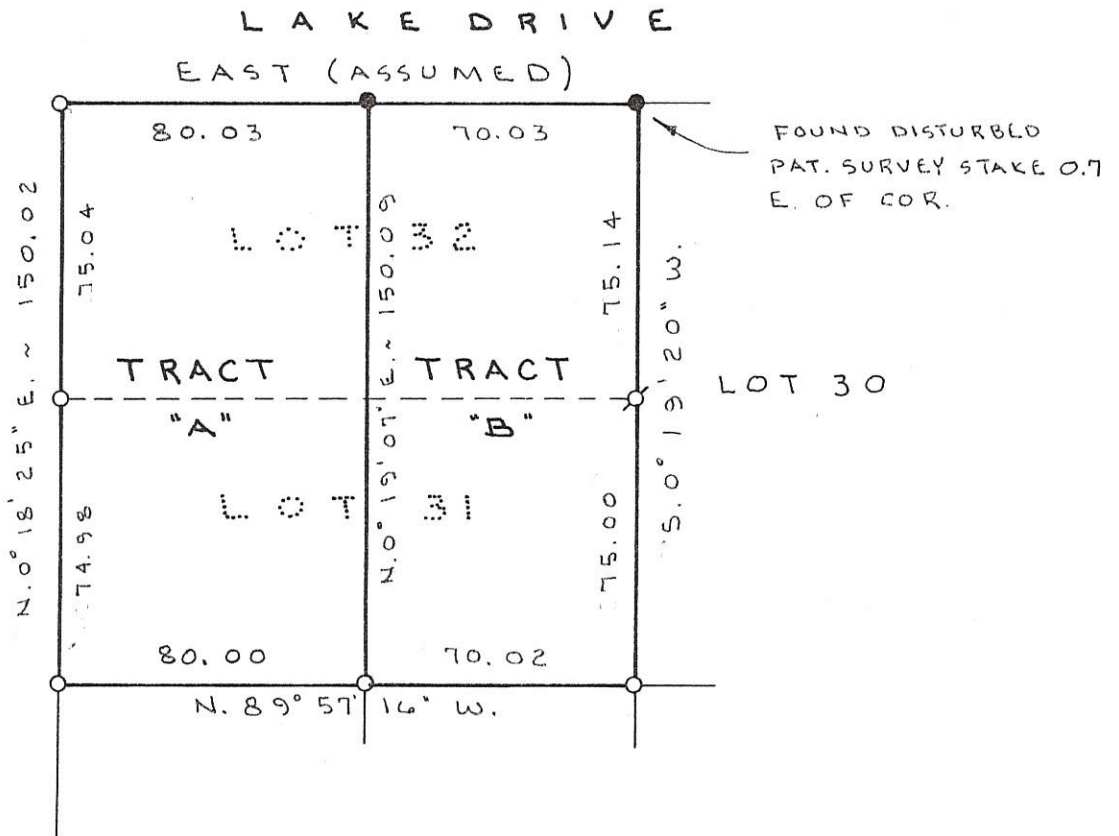 LAKE DRIVE
EAST (ASSUMED)
80.03
70.03
FOUND DISTURBED
PAT. SURVEY STAKE 0.7
E. OF COR.
N. 0° 18' 25" E. ~ 150.02
75.04
LOT 32
N. 0° 19' 07" E. ~ 150.09
75.14
S. 0° 19' 20" W.
TRACT
"A"
TRACT
"B"
LOT 30
LOT 31
74.98
75.00
80.00
70.02
N. 89° 57' 16" W.